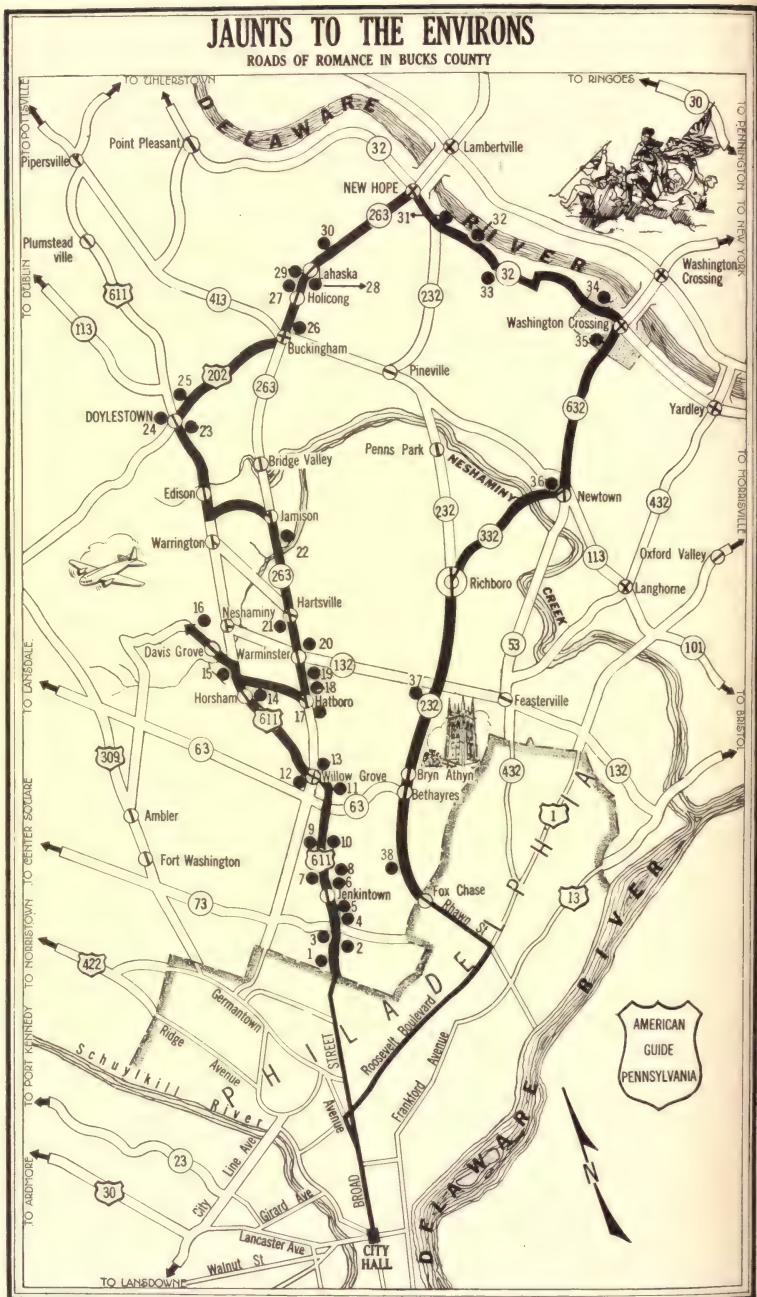 JAUNTS TO THE ENVIRONS
ROADS OF ROMANCE IN BUCKS COUNTY
TO POTTSVILLE
TO UHLERSTOWN
TO RINGOES
30
TO PENNINGTON
TO NEW YORK
DELAWARE
RIVER
Pipersville
Point Pleasant
32
Lambertville
NEW HOPE
263
31
32
Plumstead
ville
30
Washington
Crossing
TO DUBLIN
611
29
Lahaska
28
27
Holicong
232
33
32
34
413
Washington Crossing
113
26
Buckingham
35
25
202
263
Pineville
DOYLESTOWN
24
23
632
Yardley
Bridge Valley
Penns Park
NESHAMINY
36
Edison
232
Newtown
432
TO MORRISVILLE
Jamison
332
Warrington
22
113
Oxford Valley
263
Richboro
Langhorne
CREEK
16
Neshaminy
Hartsville
21
53
Davis Grove
Warminster
20
132
101
TO LANSDALE
15
19
18
37
Horsham
14
17
Hatboro
232
Feasterville
TO BRISTOL
611
63
309
13
432
132
12
Willow Grove
Bryn Athyn
11
63
Bethayres
1
TO CENTER SQUARE
Ambler
9
10
611
Fort Washington
8
7
6
38
13
73
Jenkintown
Fox Chase
5
4
Rhawn St
TO NORRISTOWN
3
1
2
422
PHILADELPHIA
Germantown
RIVER
TO PORT KENNEDY
Ridge
Avenue
STREET
Roosevelt Boulevard
Frankford Avenue
AMERICAN
GUIDE
PENNSYLVANIA
Schuylkill River
Avenue
DELAWARE
N
23
City Line Ave
TO ARDMORE
30
Girard Ave
BROAD
Lancaster Ave
CITY
HALL
Walnut St
TO LANSDOWNE